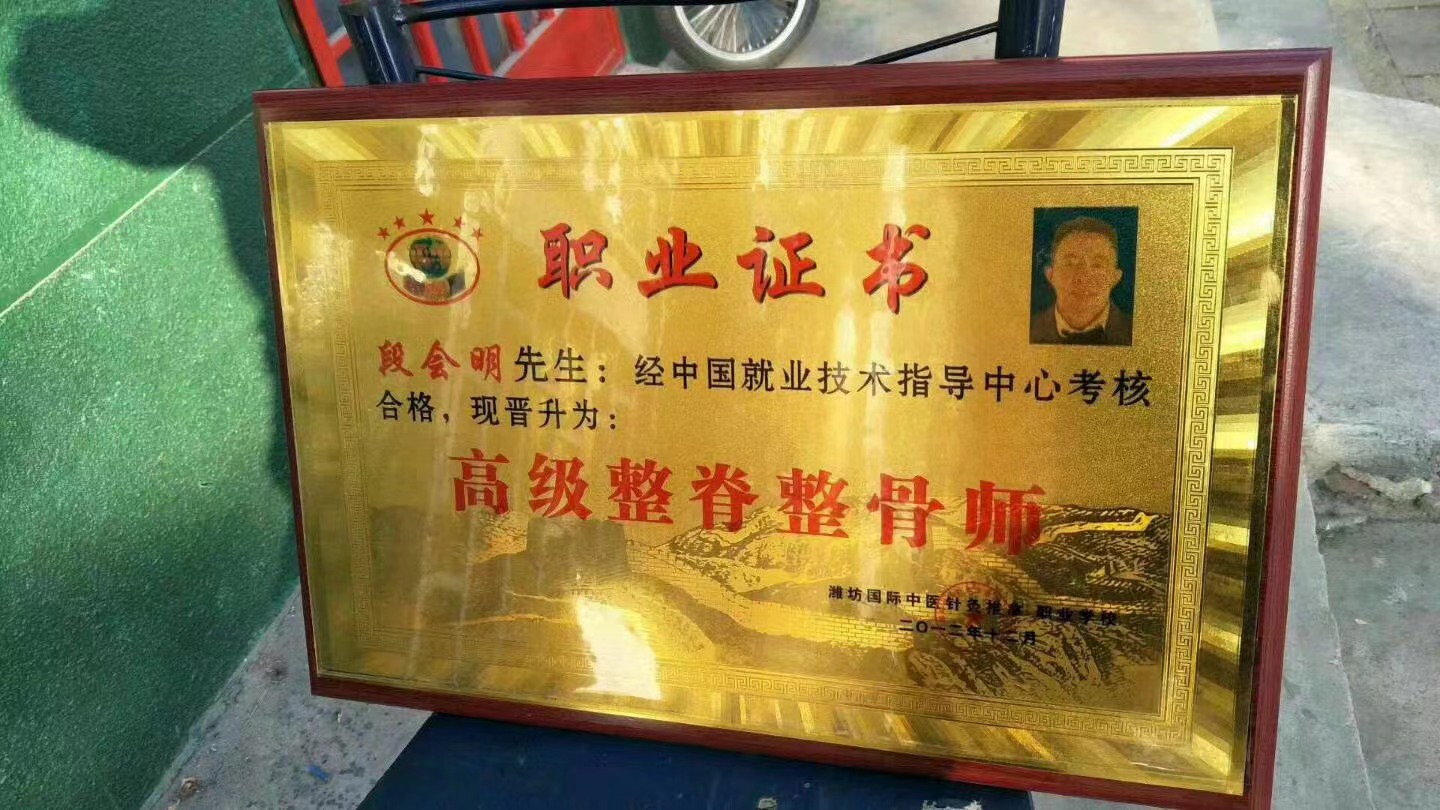 职业证书
段会明先生：经中国就业技术指导中心考核
合格，现晋升为：
高级整脊整骨师
潍坊国际中医针灸推拿 职业学校
二〇一二年十二月